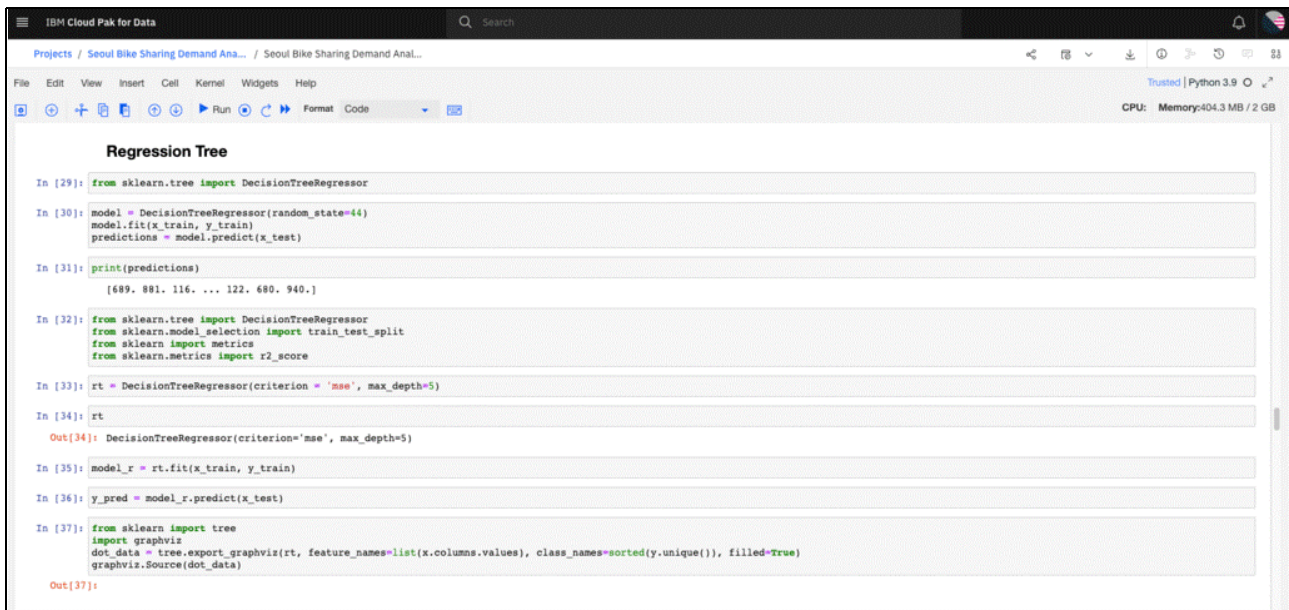 IBM Cloud Pak for Data
Search
Projects / Seoul Bike Sharing Demand Ana... / Seoul Bike Sharing Demand Anal...
File Edit View Insert Cell Kernel Widgets Help
Trusted | Python 3.9
Run Format Code
CPU: Memory:404.3 MB / 2 GB
Regression Tree
In [29]: from sklearn.tree import DecisionTreeRegressor
In [30]: model = DecisionTreeRegressor(random_state=44)
model.fit(x_train, y_train)
predictions = model.predict(x_test)
In [31]: print(predictions)
[689. 881. 116. ... 122. 680. 940.]
In [32]: from sklearn.tree import DecisionTreeRegressor
from sklearn.model_selection import train_test_split
from sklearn import metrics
from sklearn.metrics import r2_score
In [33]: rt = DecisionTreeRegressor(criterion = 'mse', max_depth=5)
In [34]: rt
Out[34]: DecisionTreeRegressor(criterion='mse', max_depth=5)
In [35]: model_r = rt.fit(x_train, y_train)
In [36]: y_pred = model_r.predict(x_test)
In [37]: from sklearn import tree
import graphviz
dot_data = tree.export_graphviz(rt, feature_names=list(x.columns.values), class_names=sorted(y.unique()), filled=True)
graphviz.Source(dot_data)
Out[37]: